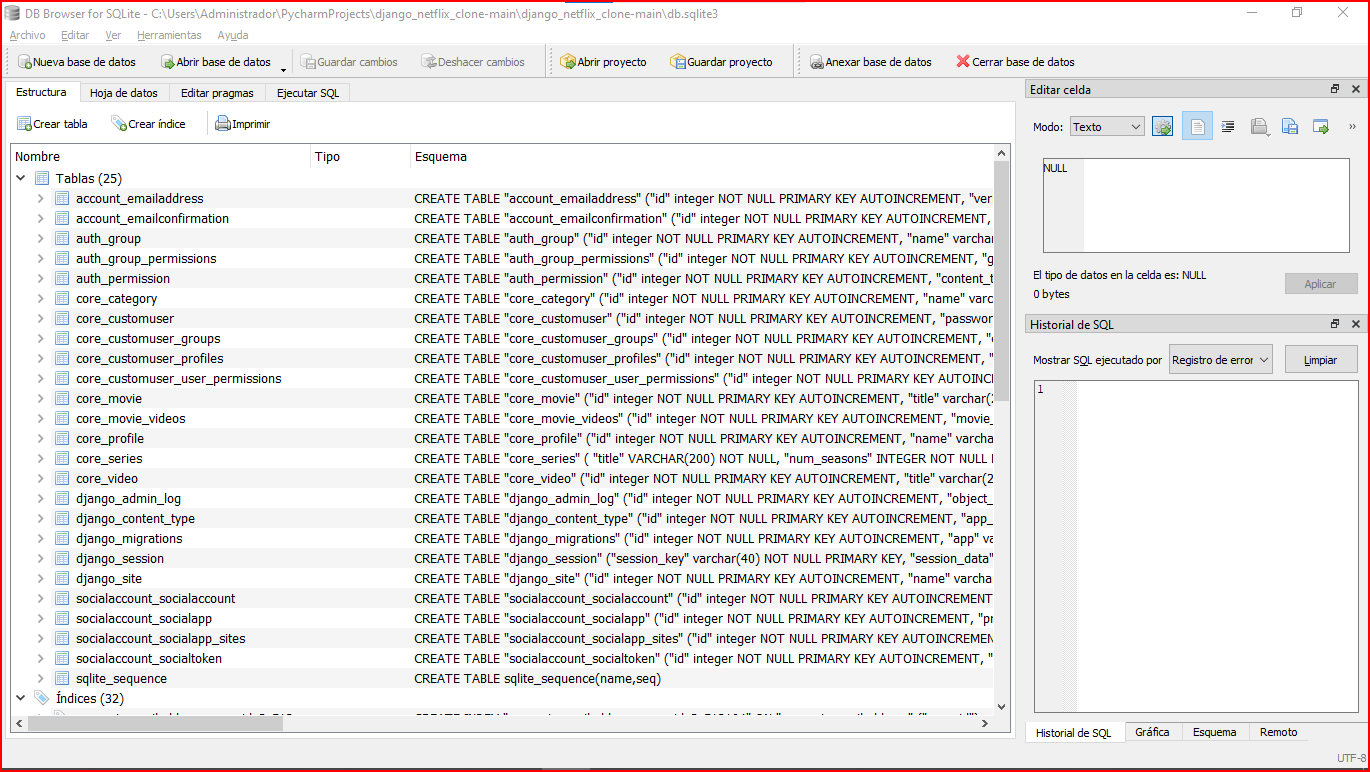 DB Browser for SQLite - C:\Users\Administrador\PycharmProjects\django_netflix_clone-main\django_netflix_clone-main\db.sqlite3
Archivo Editar Ver Herramientas Ayuda
Nueva base de datos Abrir base de datos Guardar cambios Deshacer cambios Abrir proyecto Guardar proyecto Anexar base de datos Cerrar base de datos
Estructura Hoja de datos Editar pragmas Ejecutar SQL
Crear tabla Crear índice Imprimir
Nombre Tipo Esquema
Tablas (25)
account_emailaddress CREATE TABLE "account_emailaddress" ("id" integer NOT NULL PRIMARY KEY AUTOINCREMENT, "ver
account_emailconfirmation CREATE TABLE "account_emailconfirmation" ("id" integer NOT NULL PRIMARY KEY AUTOINCREMENT,
auth_group CREATE TABLE "auth_group" ("id" integer NOT NULL PRIMARY KEY AUTOINCREMENT, "name" varchar
auth_group_permissions CREATE TABLE "auth_group_permissions" ("id" integer NOT NULL PRIMARY KEY AUTOINCREMENT, "g
auth_permission CREATE TABLE "auth_permission" ("id" integer NOT NULL PRIMARY KEY AUTOINCREMENT, "content_t
core_category CREATE TABLE "core_category" ("id" integer NOT NULL PRIMARY KEY AUTOINCREMENT, "name" varc
core_customuser CREATE TABLE "core_customuser" ("id" integer NOT NULL PRIMARY KEY AUTOINCREMENT, "passwor
core_customuser_groups CREATE TABLE "core_customuser_groups" ("id" integer NOT NULL PRIMARY KEY AUTOINCREMENT, "c
core_customuser_profiles CREATE TABLE "core_customuser_profiles" ("id" integer NOT NULL PRIMARY KEY AUTOINCREMENT, "
core_customuser_user_permissions CREATE TABLE "core_customuser_user_permissions" ("id" integer NOT NULL PRIMARY KEY AUTOINC
core_movie CREATE TABLE "core_movie" ("id" integer NOT NULL PRIMARY KEY AUTOINCREMENT, "title" varchar(2
core_movie_videos CREATE TABLE "core_movie_videos" ("id" integer NOT NULL PRIMARY KEY AUTOINCREMENT, "movie_
core_profile CREATE TABLE "core_profile" ("id" integer NOT NULL PRIMARY KEY AUTOINCREMENT, "name" varcha
core_series CREATE TABLE "core_series" ( "title" VARCHAR(200) NOT NULL, "num_seasons" INTEGER NOT NULL
core_video CREATE TABLE "core_video" ("id" integer NOT NULL PRIMARY KEY AUTOINCREMENT, "title" varchar(2
django_admin_log CREATE TABLE "django_admin_log" ("id" integer NOT NULL PRIMARY KEY AUTOINCREMENT, "object_
django_content_type CREATE TABLE "django_content_type" ("id" integer NOT NULL PRIMARY KEY AUTOINCREMENT, "app_
django_migrations CREATE TABLE "django_migrations" ("id" integer NOT NULL PRIMARY KEY AUTOINCREMENT, "app" va
django_session CREATE TABLE "django_session" ("session_key" varchar(40) NOT NULL PRIMARY KEY, "session_data"
django_site CREATE TABLE "django_site" ("id" integer NOT NULL PRIMARY KEY AUTOINCREMENT, "name" varcha
socialaccount_socialaccount CREATE TABLE "socialaccount_socialaccount" ("id" integer NOT NULL PRIMARY KEY AUTOINCREMENT
socialaccount_socialapp CREATE TABLE "socialaccount_socialapp" ("id" integer NOT NULL PRIMARY KEY AUTOINCREMENT, "pr
socialaccount_socialapp_sites CREATE TABLE "socialaccount_socialapp_sites" ("id" integer NOT NULL PRIMARY KEY AUTOINCREMEN
socialaccount_socialtoken CREATE TABLE "socialaccount_socialtoken" ("id" integer NOT NULL PRIMARY KEY AUTOINCREMENT, "
sqlite_sequence CREATE TABLE sqlite_sequence(name,seq)
Índices (32)
Editar celda
Modo: Texto
NULL
El tipo de datos en la celda es: NULL
0 bytes
Aplicar
Historial de SQL
Mostrar SQL ejecutado por Registro de error Limpiar
1
Historial de SQL Gráfica Esquema Remoto
UTF-8